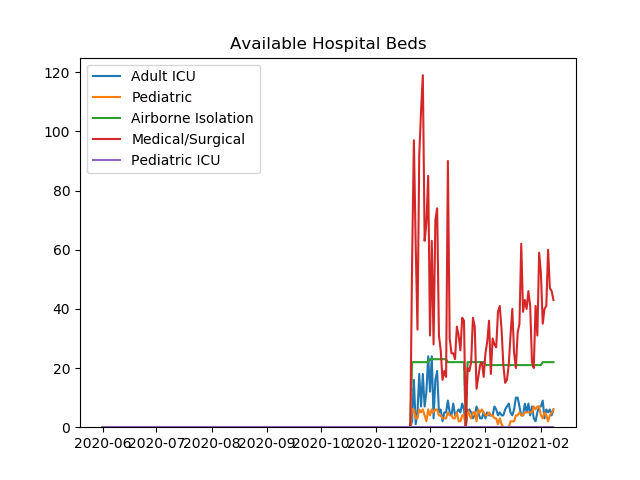 Available Hospital Beds
Adult ICU
Pediatric
Airborne Isolation
Medical/Surgical
Pediatric ICU
120
100
80
60
40
20
0
2020-06 2020-07 2020-08 2020-09 2020-10 2020-11 2020-12 2021-01 2021-02